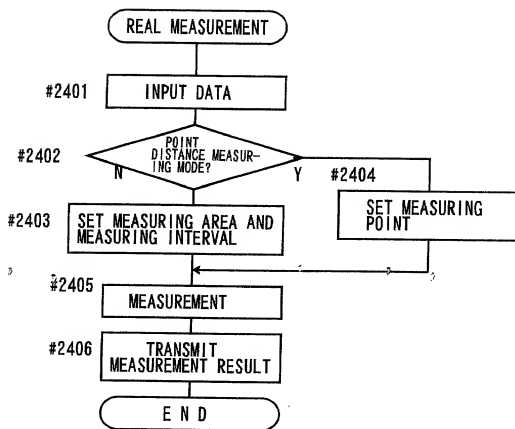 REAL MEASUREMENT
#2401
INPUT DATA
#2402
POINT
DISTANCE MEASUR-
ING MODE?
N
Y
#2404
SET MEASURING
POINT
#2403
SET MEASURING AREA AND
MEASURING INTERVAL
#2405
MEASUREMENT
#2406
TRANSMIT
MEASUREMENT RESULT
END